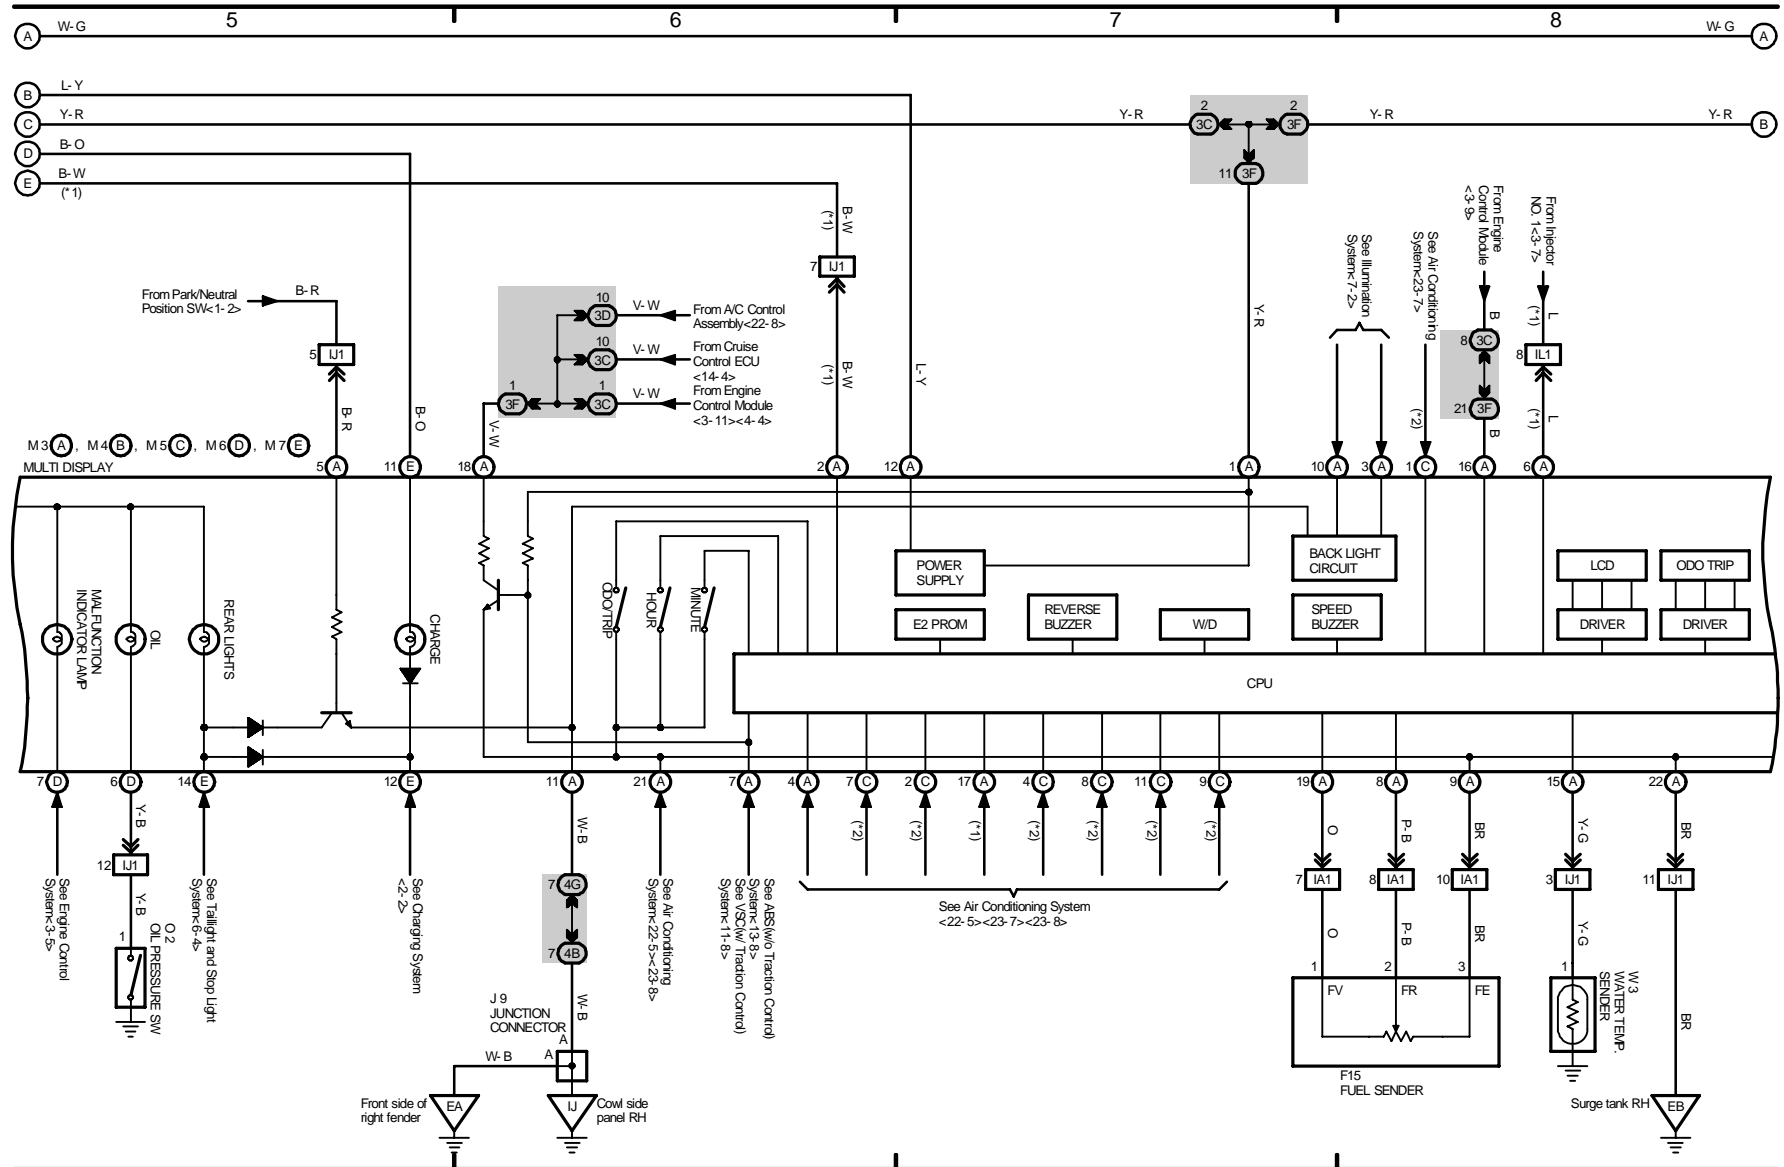 5
6
7
8
A
W-G
W-G
A
B
L-Y
C
Y-R
Y-R
2
3C
2
3F
Y-R
Y-R
B
D
B-O
E
B-W
(*1)
11
3F
B-W
(*1)
7
IJ1
From Park/Neutral
Position SW<1-2>
B-R
5
IJ1
10
3D
V-W
From A/C Control
Assembly<22-8>
10
3C
V-W
From Cruise
Control ECU
<14-4>
1
3F
1
3C
V-W
From Engine
Control Module
<3-11><4-4>
V-W
B-R
B-O
B-W
(*1)
L-Y
Y-R
See Illumination
System<7-2>
See Air Conditioning
System<23-7>
(*2)
From Engine
Control Module
<3-9>
B
8
3C
21
3F
B
From Injector
NO. 1<3-7>
L
(*1)
8
IL1
L
(*1)
M3 A , M4 B , M5 C , M6 D , M7 E
MULTI DISPLAY
5 A
11 E
18 A
2 A
12 A
1 A
10 A
3 A
1 C
16 A
6 A
MALFUNCTION
INDICATOR LAMP
OIL
REAR LIGHTS
CHARGE
ODO/TRIP
HOUR
MINUTE
POWER
SUPPLY
BACK LIGHT
CIRCUIT
LCD
ODO TRIP
E2 PROM
REVERSE
BUZZER
W/D
SPEED
BUZZER
DRIVER
DRIVER
CPU
7 D
6 D
14 E
12 E
11 A
21 A
7 A
4 A
7 C
2 C
17 A
4 C
8 C
11 C
9 C
19 A
8 A
9 A
15 A
22 A
See Engine Control
System<3-5>
Y-B
12
IJ1
Y-B
1
O 2
OIL PRESSURE SW
See Taillight and Stop Light
System<6-4>
See Charging System
<2-2>
W-B
7
4G
7
4B
W-B
J 9
JUNCTION
CONNECTOR
A
A
W-B
Front side of
right fender
EA
IJ
Cowl side
panel RH
See Air Conditioning
System<22-5><23-8>
See ABS(w/o Traction Control)
System<13-8>
See VSC(w/ Traction Control)
<11-8>
(*2)
(*2)
(*1)
(*2)
(*2)
(*2)
(*2)
See Air Conditioning System
<22-5><23-7><23-8>
O
P-B
BR
7
IA1
8
IA1
10
IA1
O
P-B
BR
1
2
3
FV
FR
FE
F15
FUEL SENDER
Y-G
3
IJ1
Y-G
1
W 3
WATER TEMP.
SENDER
BR
11
IJ1
BR
Surge tank RH
EB